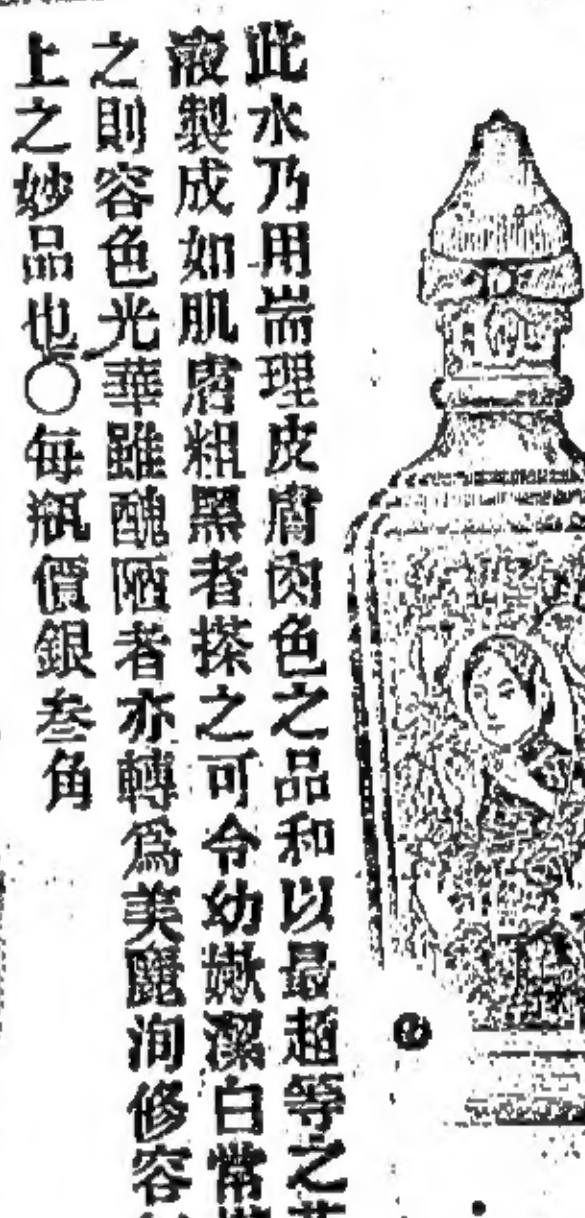 此水乃用耑理皮膚肉色之品和以最超等之
液製成如肌膚粗黑者搽之可令幼嫩潔白常
之則容色光華雖醜陋者亦轉爲美麗洵修容
上之妙品也〇每瓶價銀叁角